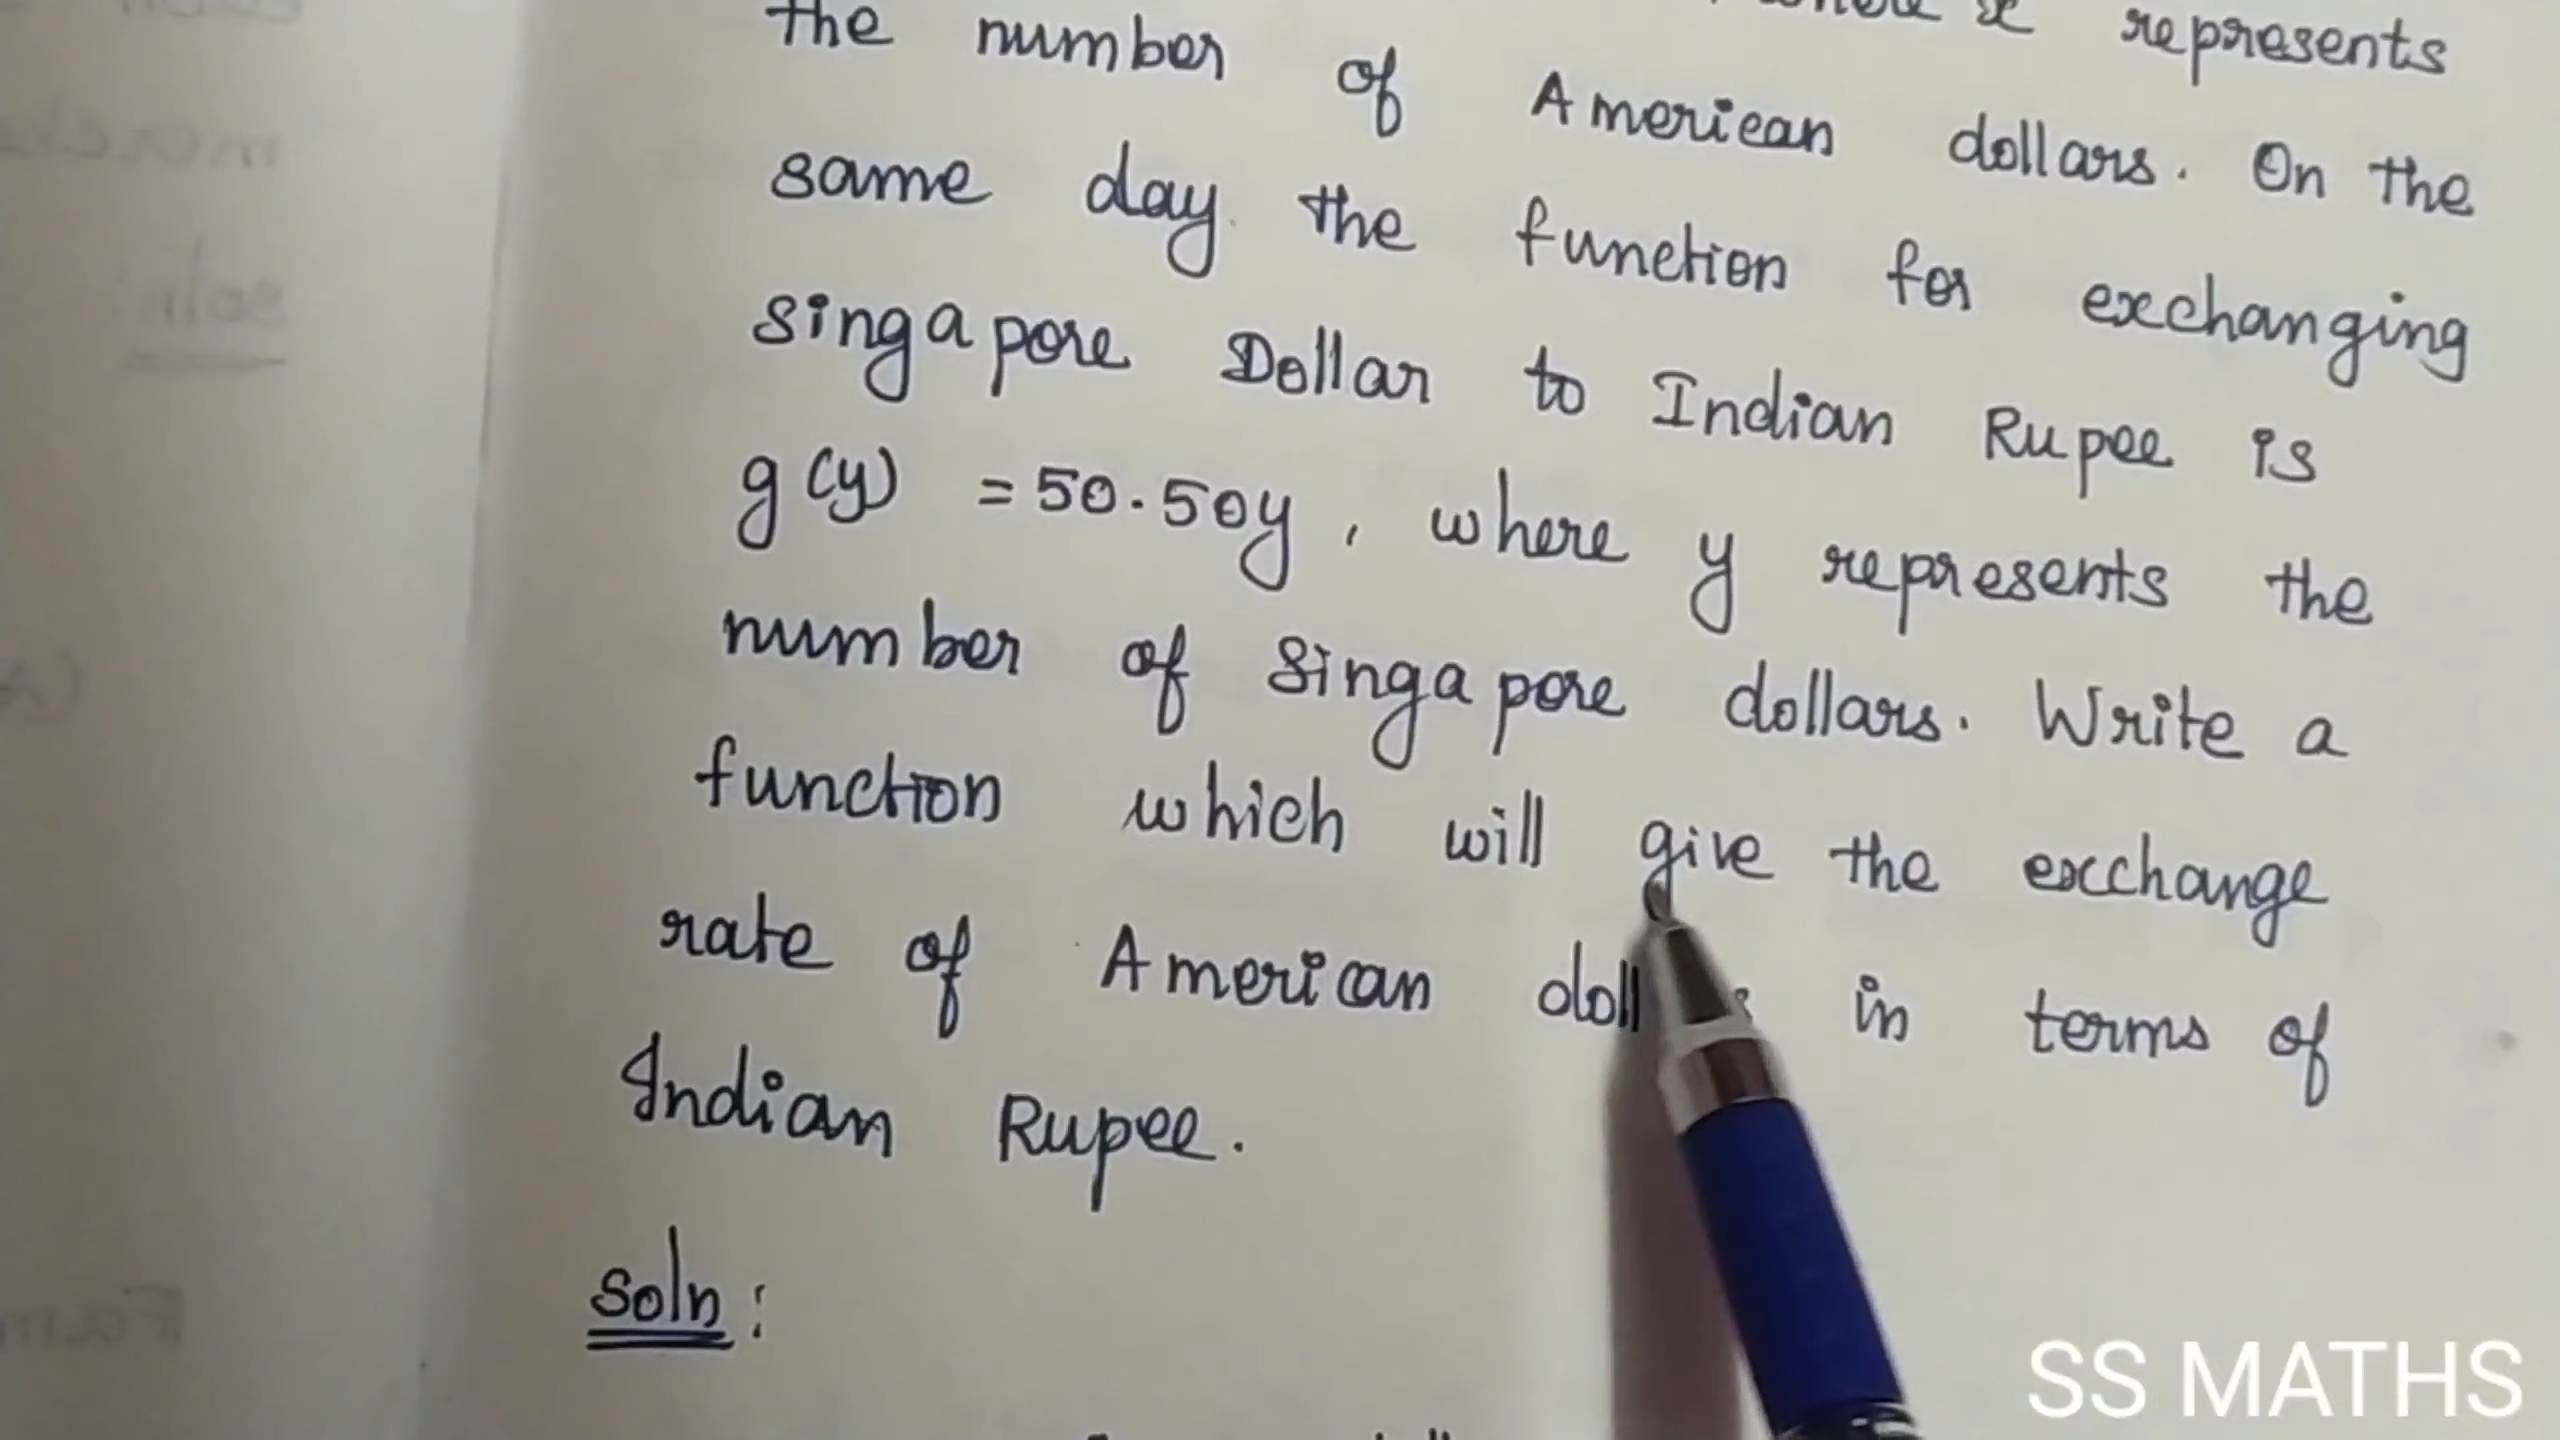 where x represents
the number of American dollars. On the
same day the function for exchanging
singapore Dollar to Indian Rupee is
g(y) = 50.50y, where y represents the
number of Singapore dollars. Write a
function which will give the exchange
rate of American in terms of
Indian Rupee.
Soln:
SS MATHS